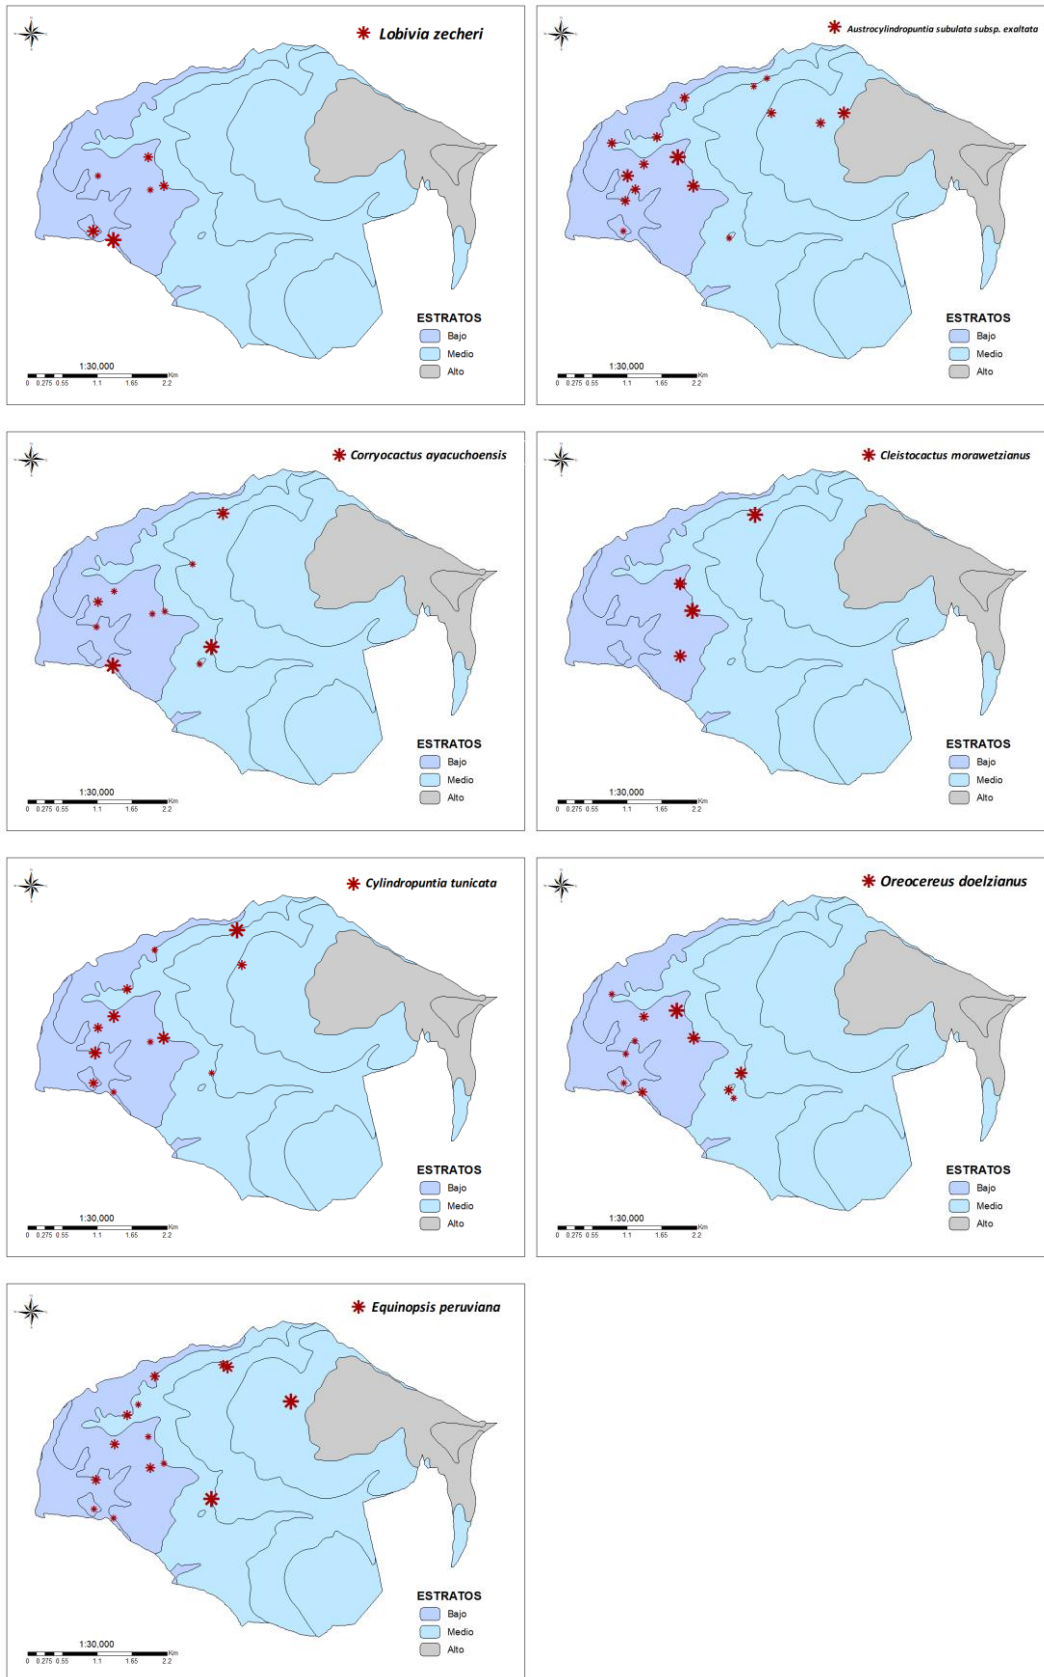 Lobivia zecheri
ESTRATOS
Bajo
Medio
Alto
1:30,000
Km
0 0.275 0.55 1.1 1.65 2.2
Austrocylindropuntia subulata subsp. exaltata
ESTRATOS
Bajo
Medio
Alto
1:30,000
Km
0 0.275 0.55 1.1 1.65 2.2
Corryocactus ayacuchoensis
ESTRATOS
Bajo
Medio
Alto
1:30,000
Km
0 0.275 0.55 1.1 1.65 2.2
Cleistocactus morawetzianus
ESTRATOS
Bajo
Medio
Alto
1:30,000
Km
0 0.275 0.55 1.1 1.65 2.2
Cylindropuntia tunicata
ESTRATOS
Bajo
Medio
Alto
1:30,000
Km
0 0.275 0.55 1.1 1.65 2.2
Oreocereus doelzianus
ESTRATOS
Bajo
Medio
Alto
1:30,000
Km
0 0.275 0.55 1.1 1.65 2.2
Equinopsis peruviana
ESTRATOS
Bajo
Medio
Alto
1:30,000
Km
0 0.275 0.55 1.1 1.65 2.2